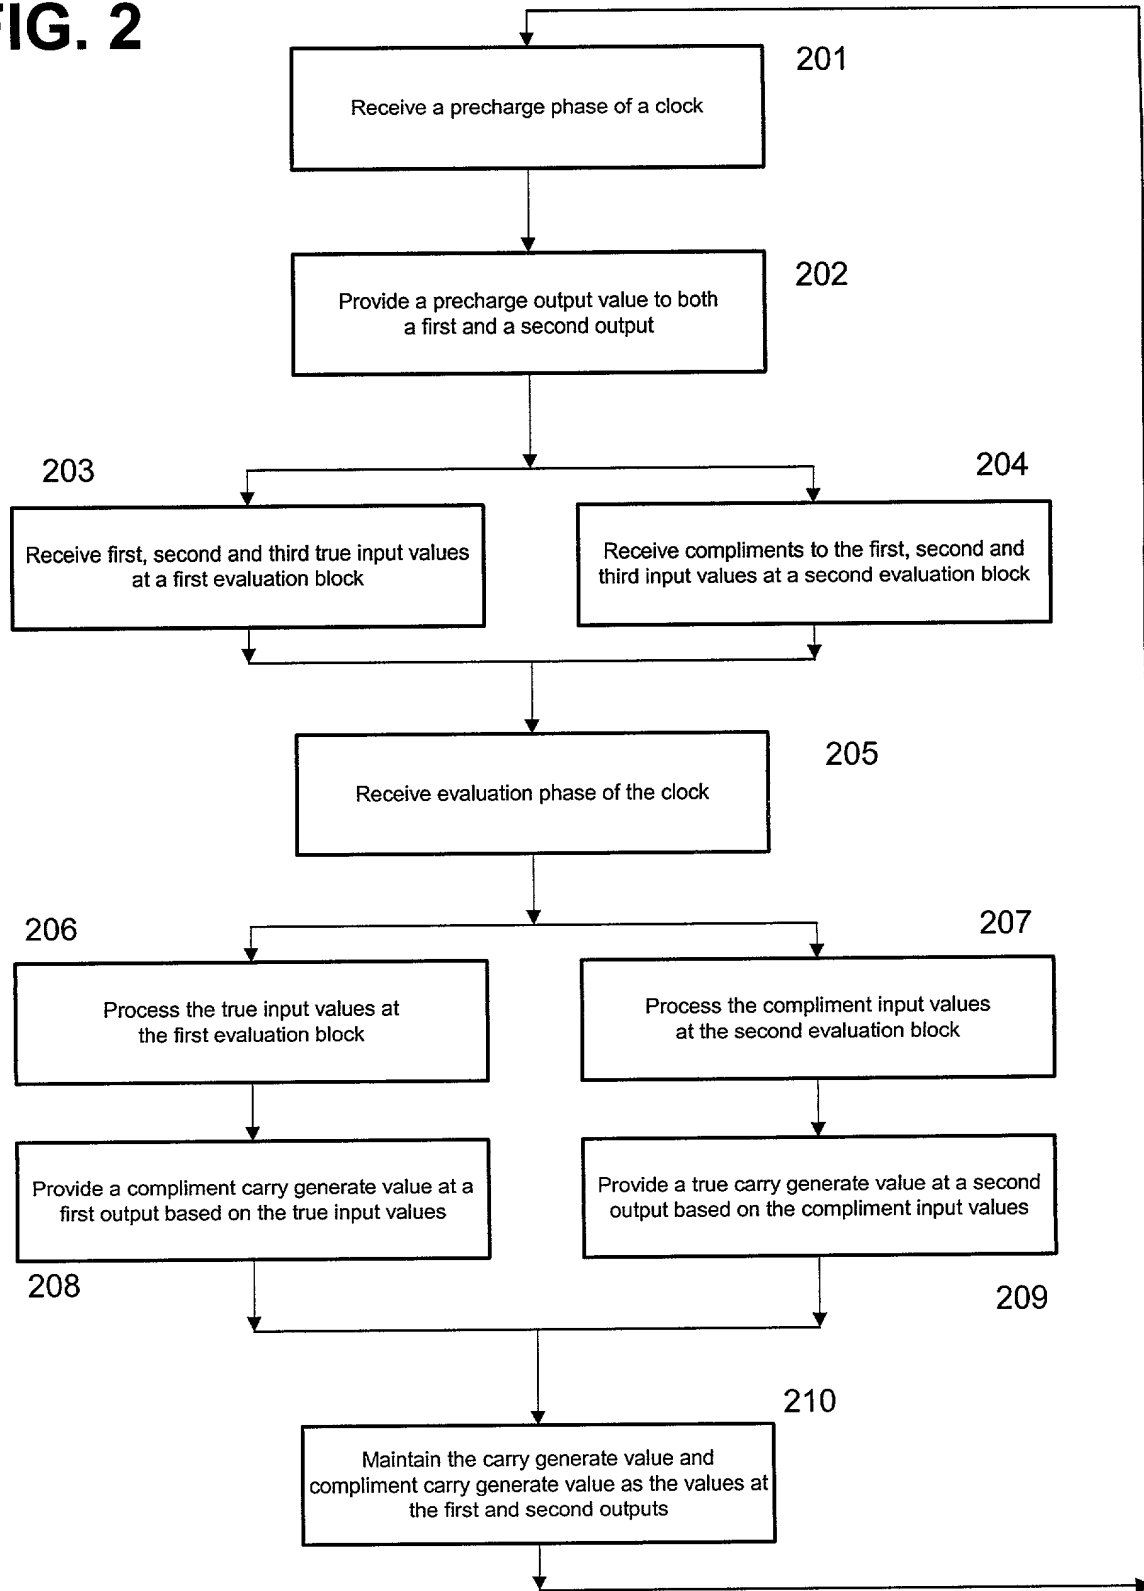 FIG. 2
201
Receive a precharge phase of a clock
202
Provide a precharge output value to both
a first and a second output
203
204
Receive first, second and third true input values
at a first evaluation block
Receive compliments to the first, second and
third input values at a second evaluation block
205
Receive evaluation phase of the clock
206
207
Process the true input values at
the first evaluation block
Process the compliment input values
at the second evaluation block
Provide a compliment carry generate value at a
first output based on the true input values
Provide a true carry generate value at a second
output based on the compliment input values
208
209
210
Maintain the carry generate value and
compliment carry generate value as the values at
the first and second outputs